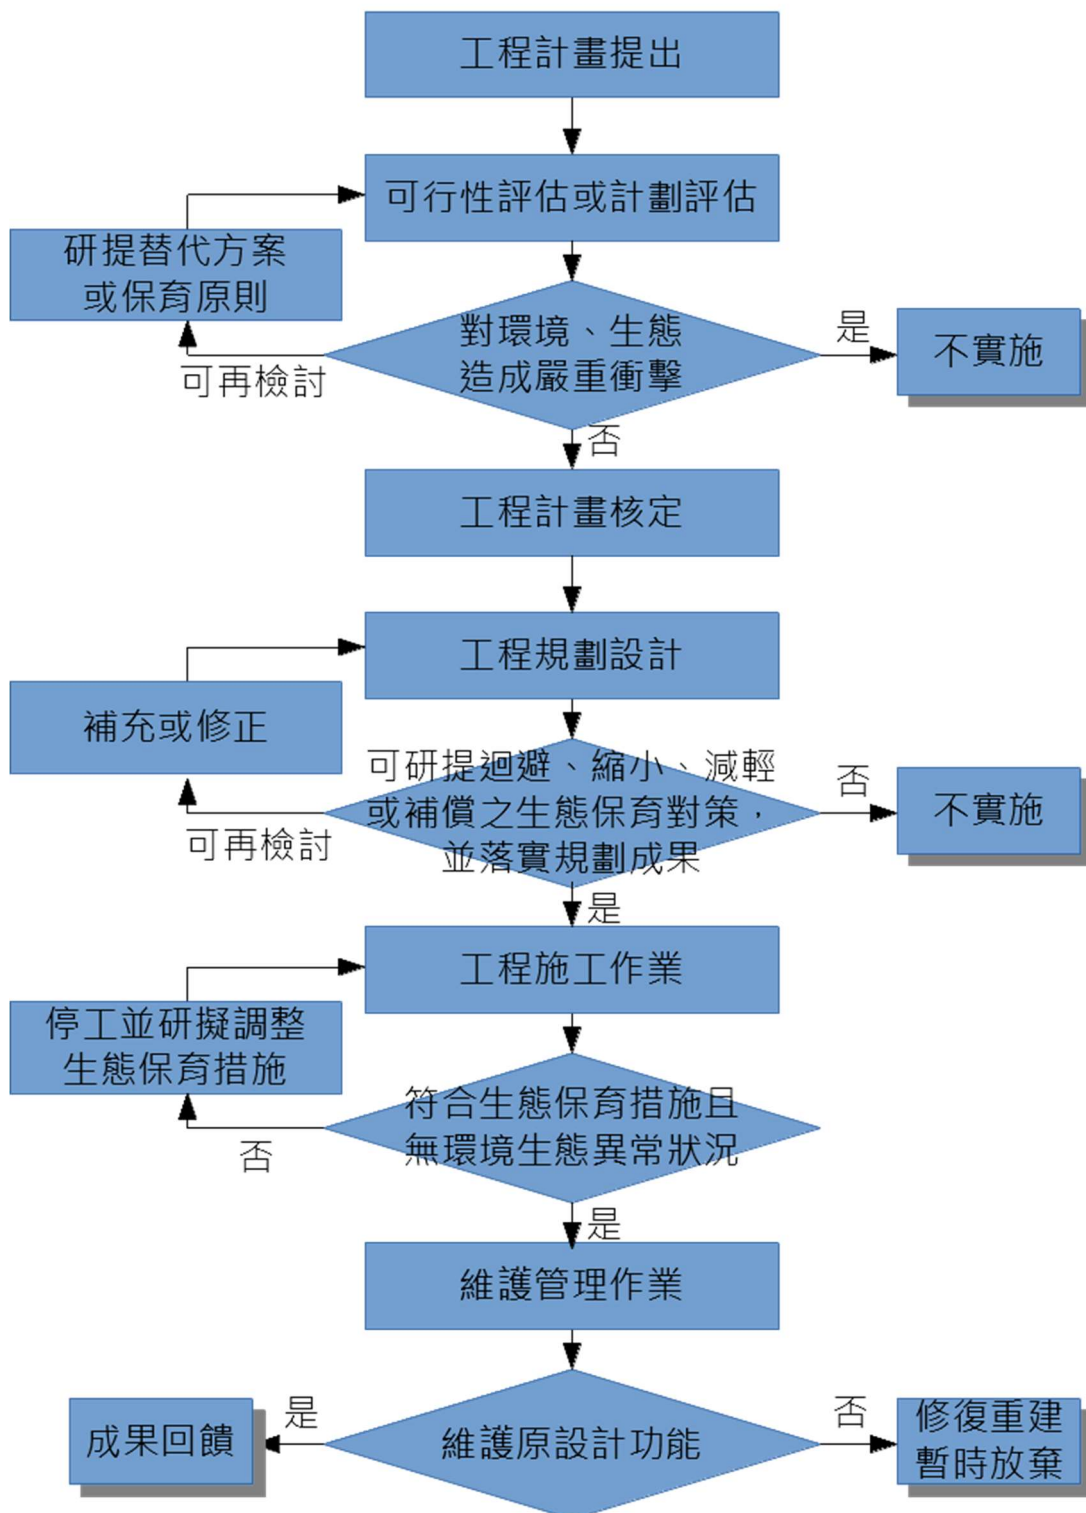 工程計畫提出
可行性評估或計劃評估
研提替代方案
或保育原則
對環境、生態
造成嚴重衝擊
是
不實施
可再檢討
否
工程計畫核定
工程規劃設計
補充或修正
可研提迴避、縮小、減輕
或補償之生態保育對策，
並落實規劃成果
否
不實施
可再檢討
是
工程施工作業
停工並研擬調整
生態保育措施
符合生態保育措施且
無環境生態異常狀況
否
是
維護管理作業
成果回饋
是
維護原設計功能
否
修復重建
暫時放棄